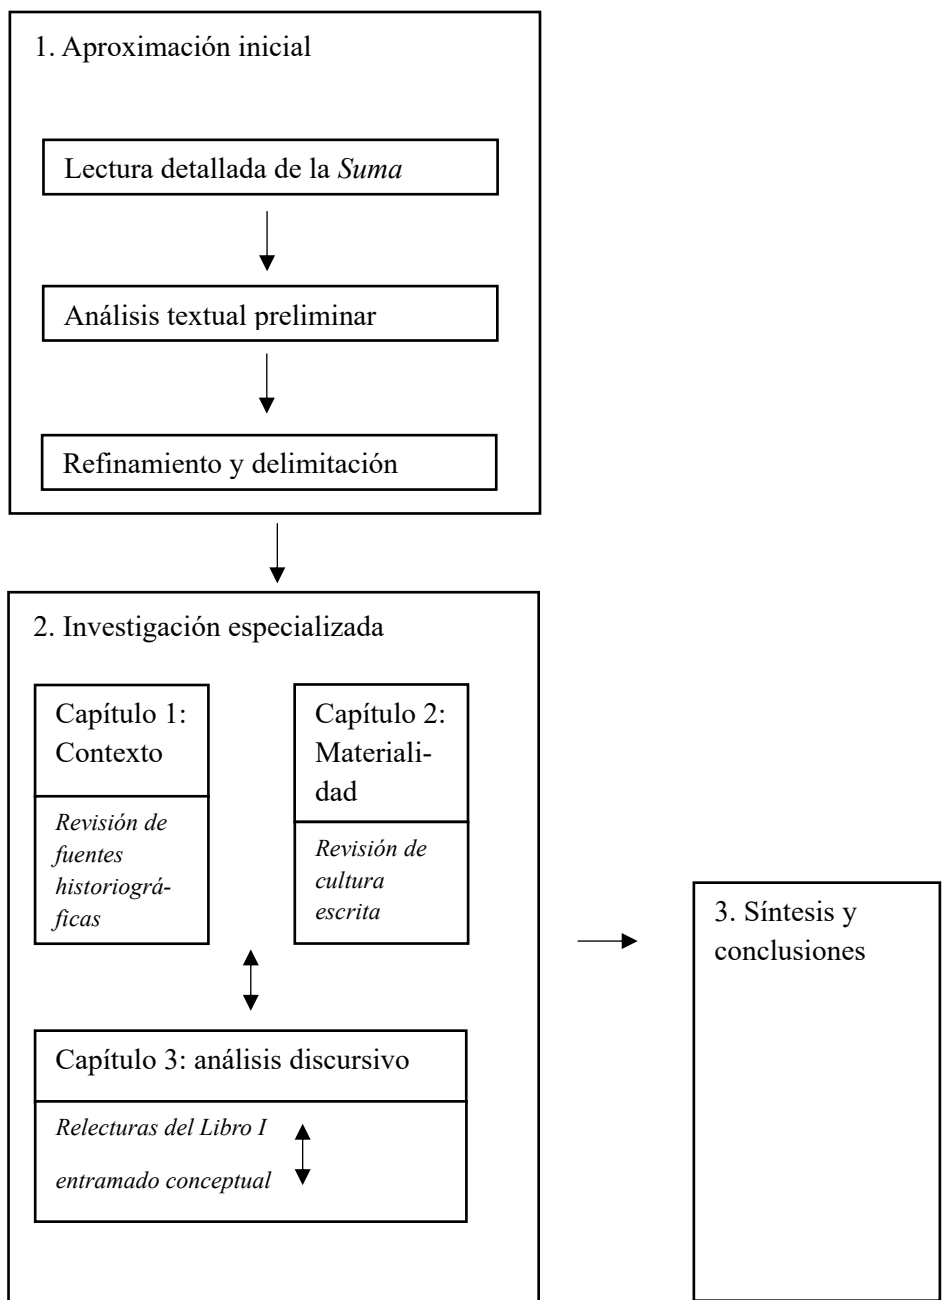 1. Aproximación inicial
Lectura detallada de la Suma
Análisis textual preliminar
Refinamiento y delimitación
2. Investigación especializada
Capítulo 1:
Contexto
Revisión de
fuentes
historiográ-
ficas
Capítulo 2:
Materiali-
dad
Revisión de
cultura
escrita
Capítulo 3: análisis discursivo
Relecturas del Libro I
entramado conceptual
3. Síntesis y
conclusiones